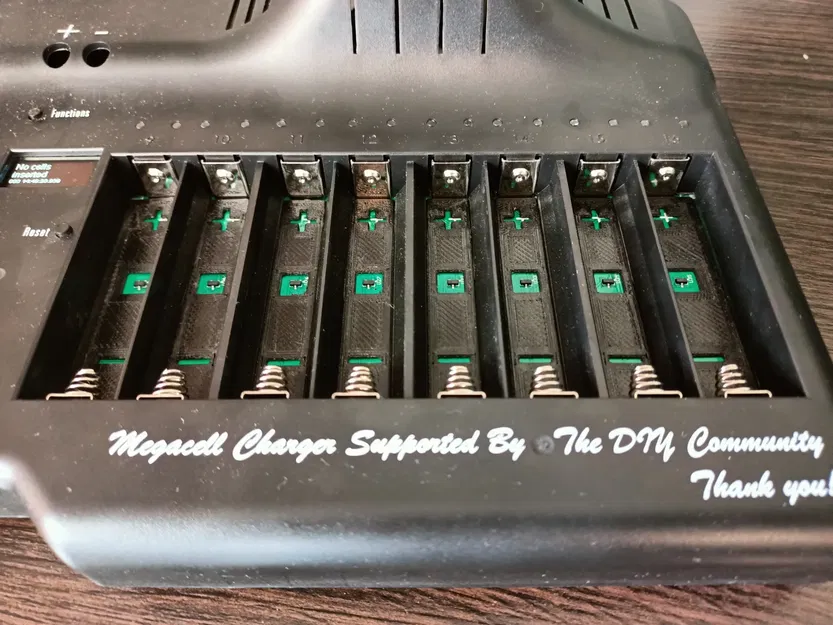 + -
Functions
10 11 12 13 14 15 16
No cells
Inserted
Reset
Megacell Charger Supported By The DIY Community
Thank you!